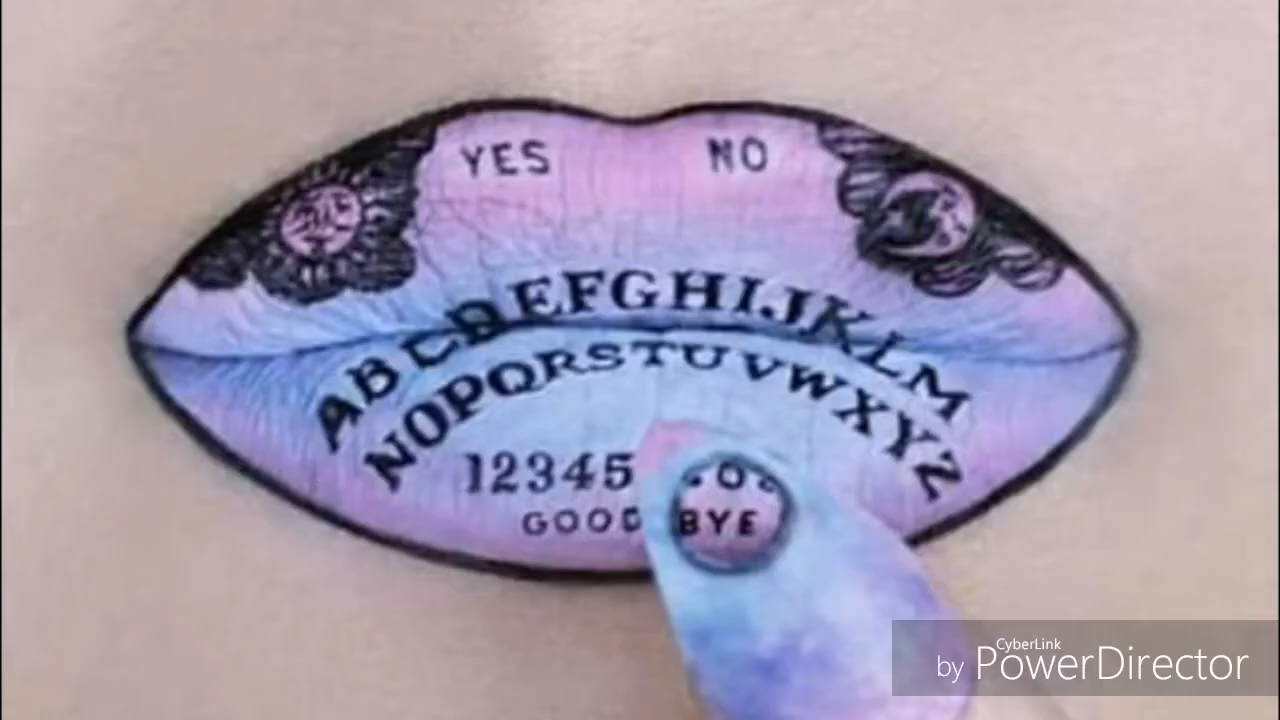 YES NO
ABCDEFGHIJKLM
NOPQRSTUVWXYZ
12345
GOOD BYE
CyberLink
by PowerDirector